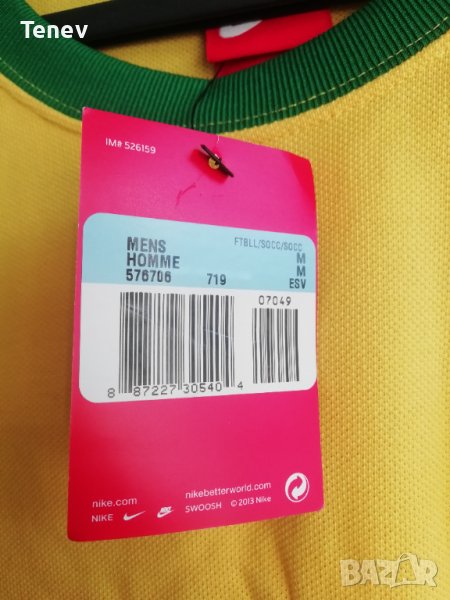 Tenev
IM# 526159
MENS FTBLL/SOCC/SOCC
HOMME M
576706 719 M
ESV
07049
8 87227 30540 4
nike.com nikebetterworld.com
NIKE SWOOSH © 2013 Nike
BAZAR